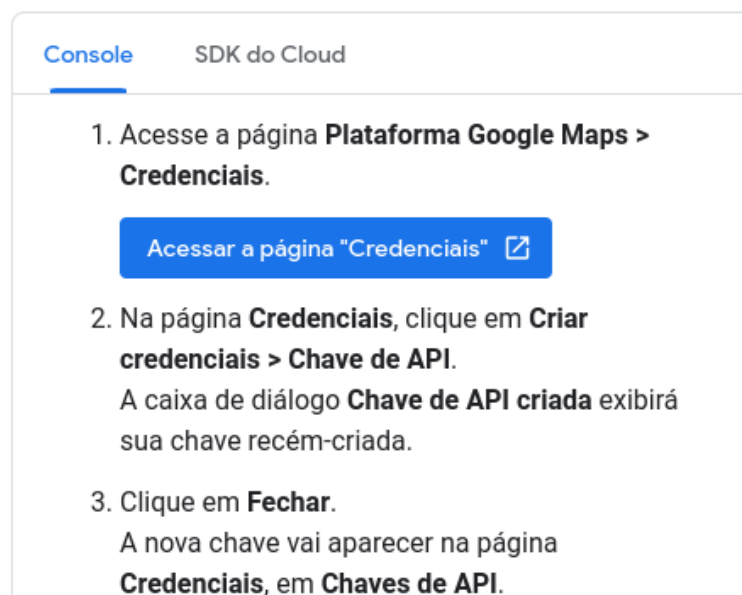 Console
SDK do Cloud
1. Acesse a página Plataforma Google Maps >
Credenciais.
Acessar a página "Credenciais"
2. Na página Credenciais, clique em Criar
credenciais > Chave de API.
A caixa de diálogo Chave de API criada exibirá
sua chave recém-criada.
3. Clique em Fechar.
A nova chave vai aparecer na página
Credenciais, em Chaves de API.